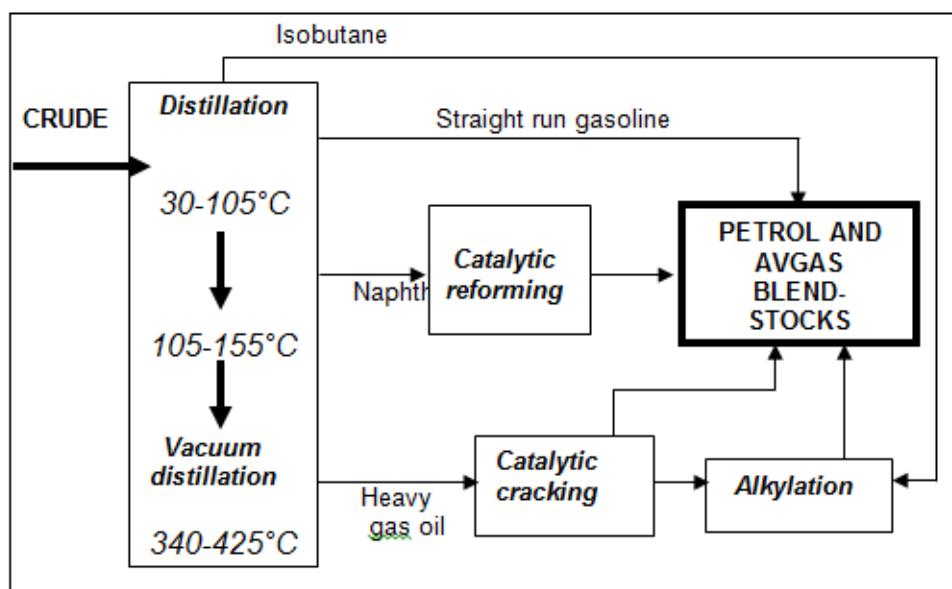 Isobutane
Distillation
CRUDE
Straight run gasoline
30-105°C
PETROL AND
AVGAS
BLEND-
STOCKS
Catalytic
reforming
Naphth
105-155°C
Vacuum
distillation
Catalytic
cracking
Alkylation
Heavy
gas oil
340-425°C